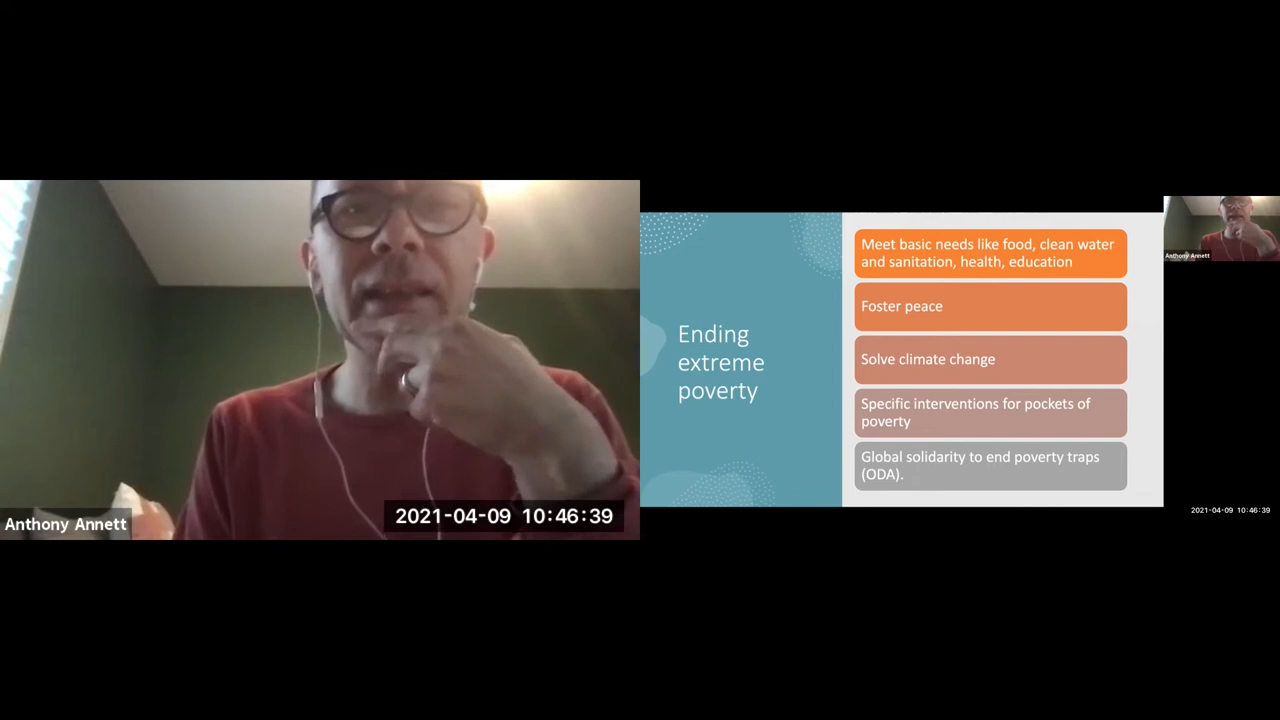 Anthony Annett
2021-04-09 10:46:39
Ending
extreme
poverty
Meet basic needs like food, clean water
and sanitation, health, education
Foster peace
Solve climate change
Specific interventions for pockets of
poverty
Global solidarity to end poverty traps
(ODA).
Anthony Annett
2021-04-09 10:46:39